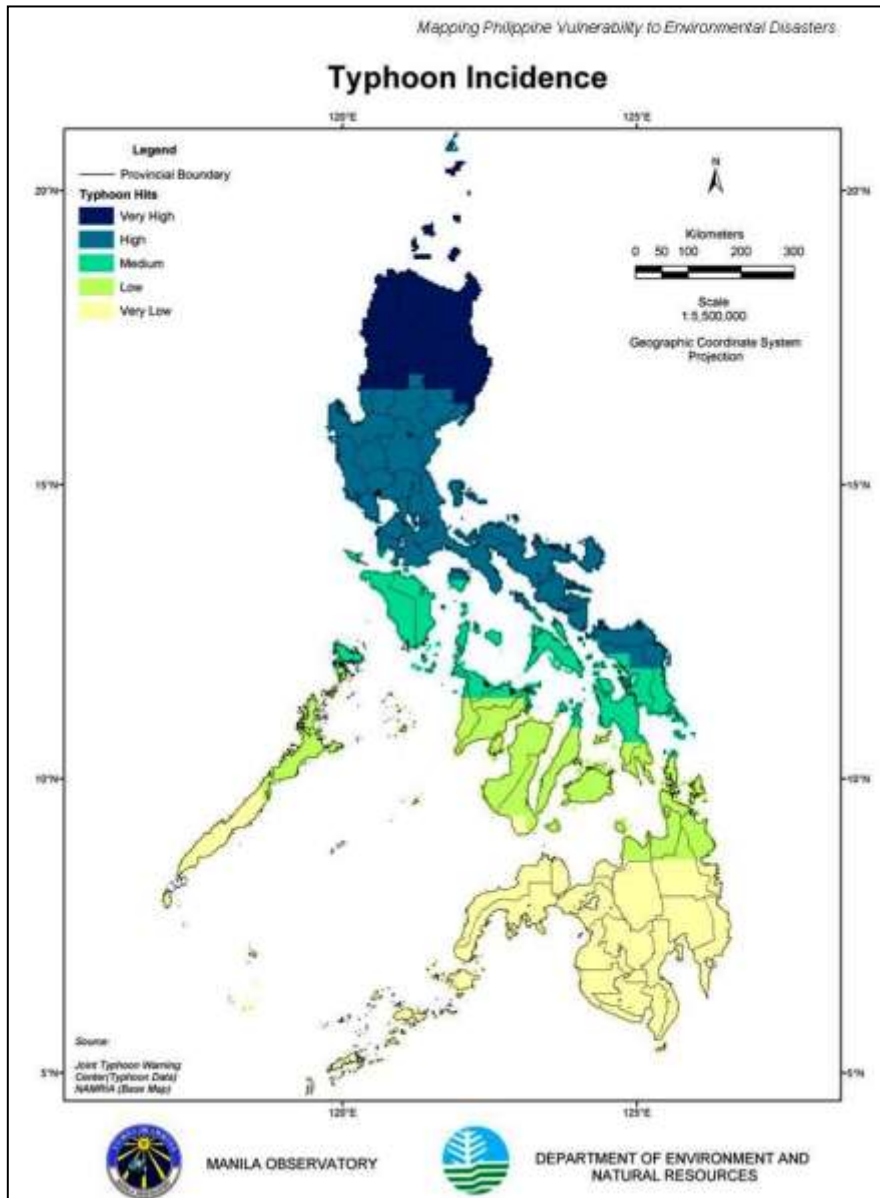 Mapping Philippine Vulnerability to Environmental Disasters
Typhoon Incidence
120°E
125°E
Legend
Provincial Boundary
Typhoon Hits
Very High
High
Medium
Low
Very Low
N
20°N
20°N
Kilometers
0 50 100 200 300
Scale
1:5,500,000
Geographic Coordinate System
Projection
15°N
15°N
10°N
10°N
Source:
Joint Typhoon Warning
Center(Typhoon Data)
NAMRIA (Base Map)
5°N
5°N
120°E
125°E
MANILA OBSERVATORY
DEPARTMENT OF ENVIRONMENT AND
NATURAL RESOURCES